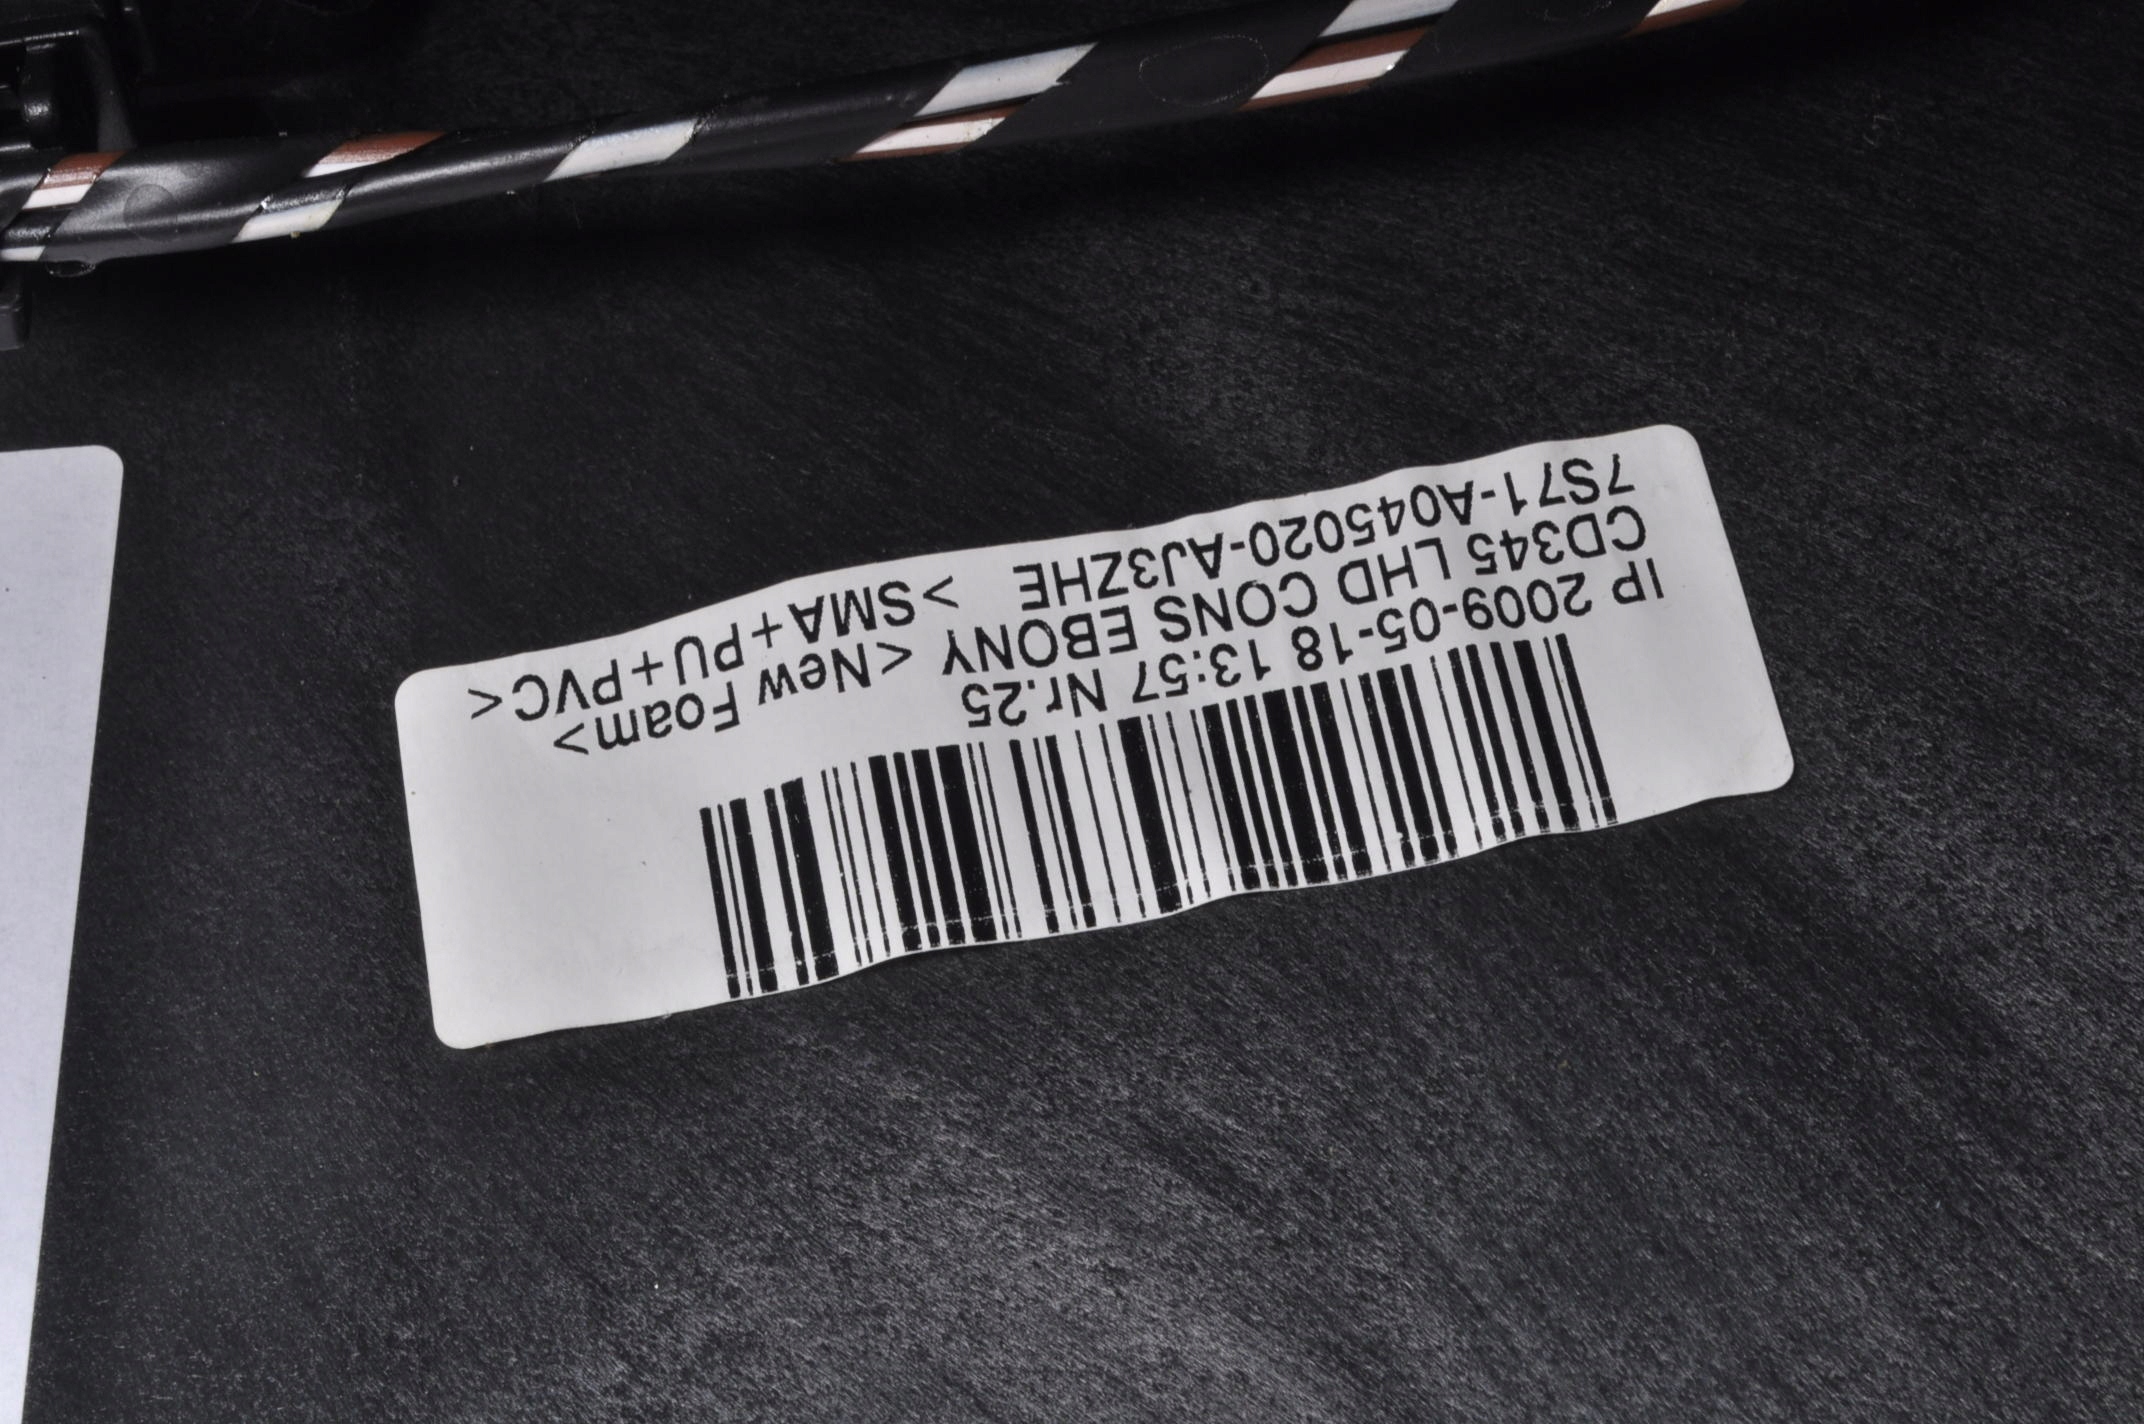 7S71-A045020-AJ3ZHE >SMA+PU+PVC<
CD345 LHD CONS EBONY <New Foam>
IP 2009-05-18 13:57 Nr.25